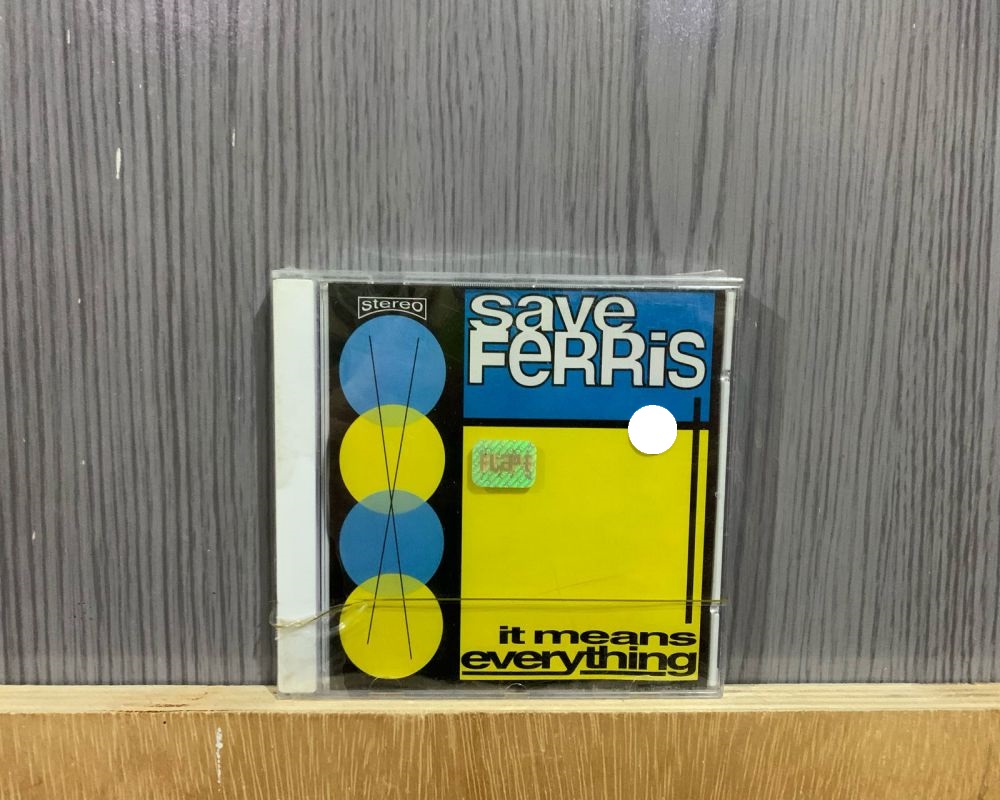 stereo
save
FeRRiS
it means
everything